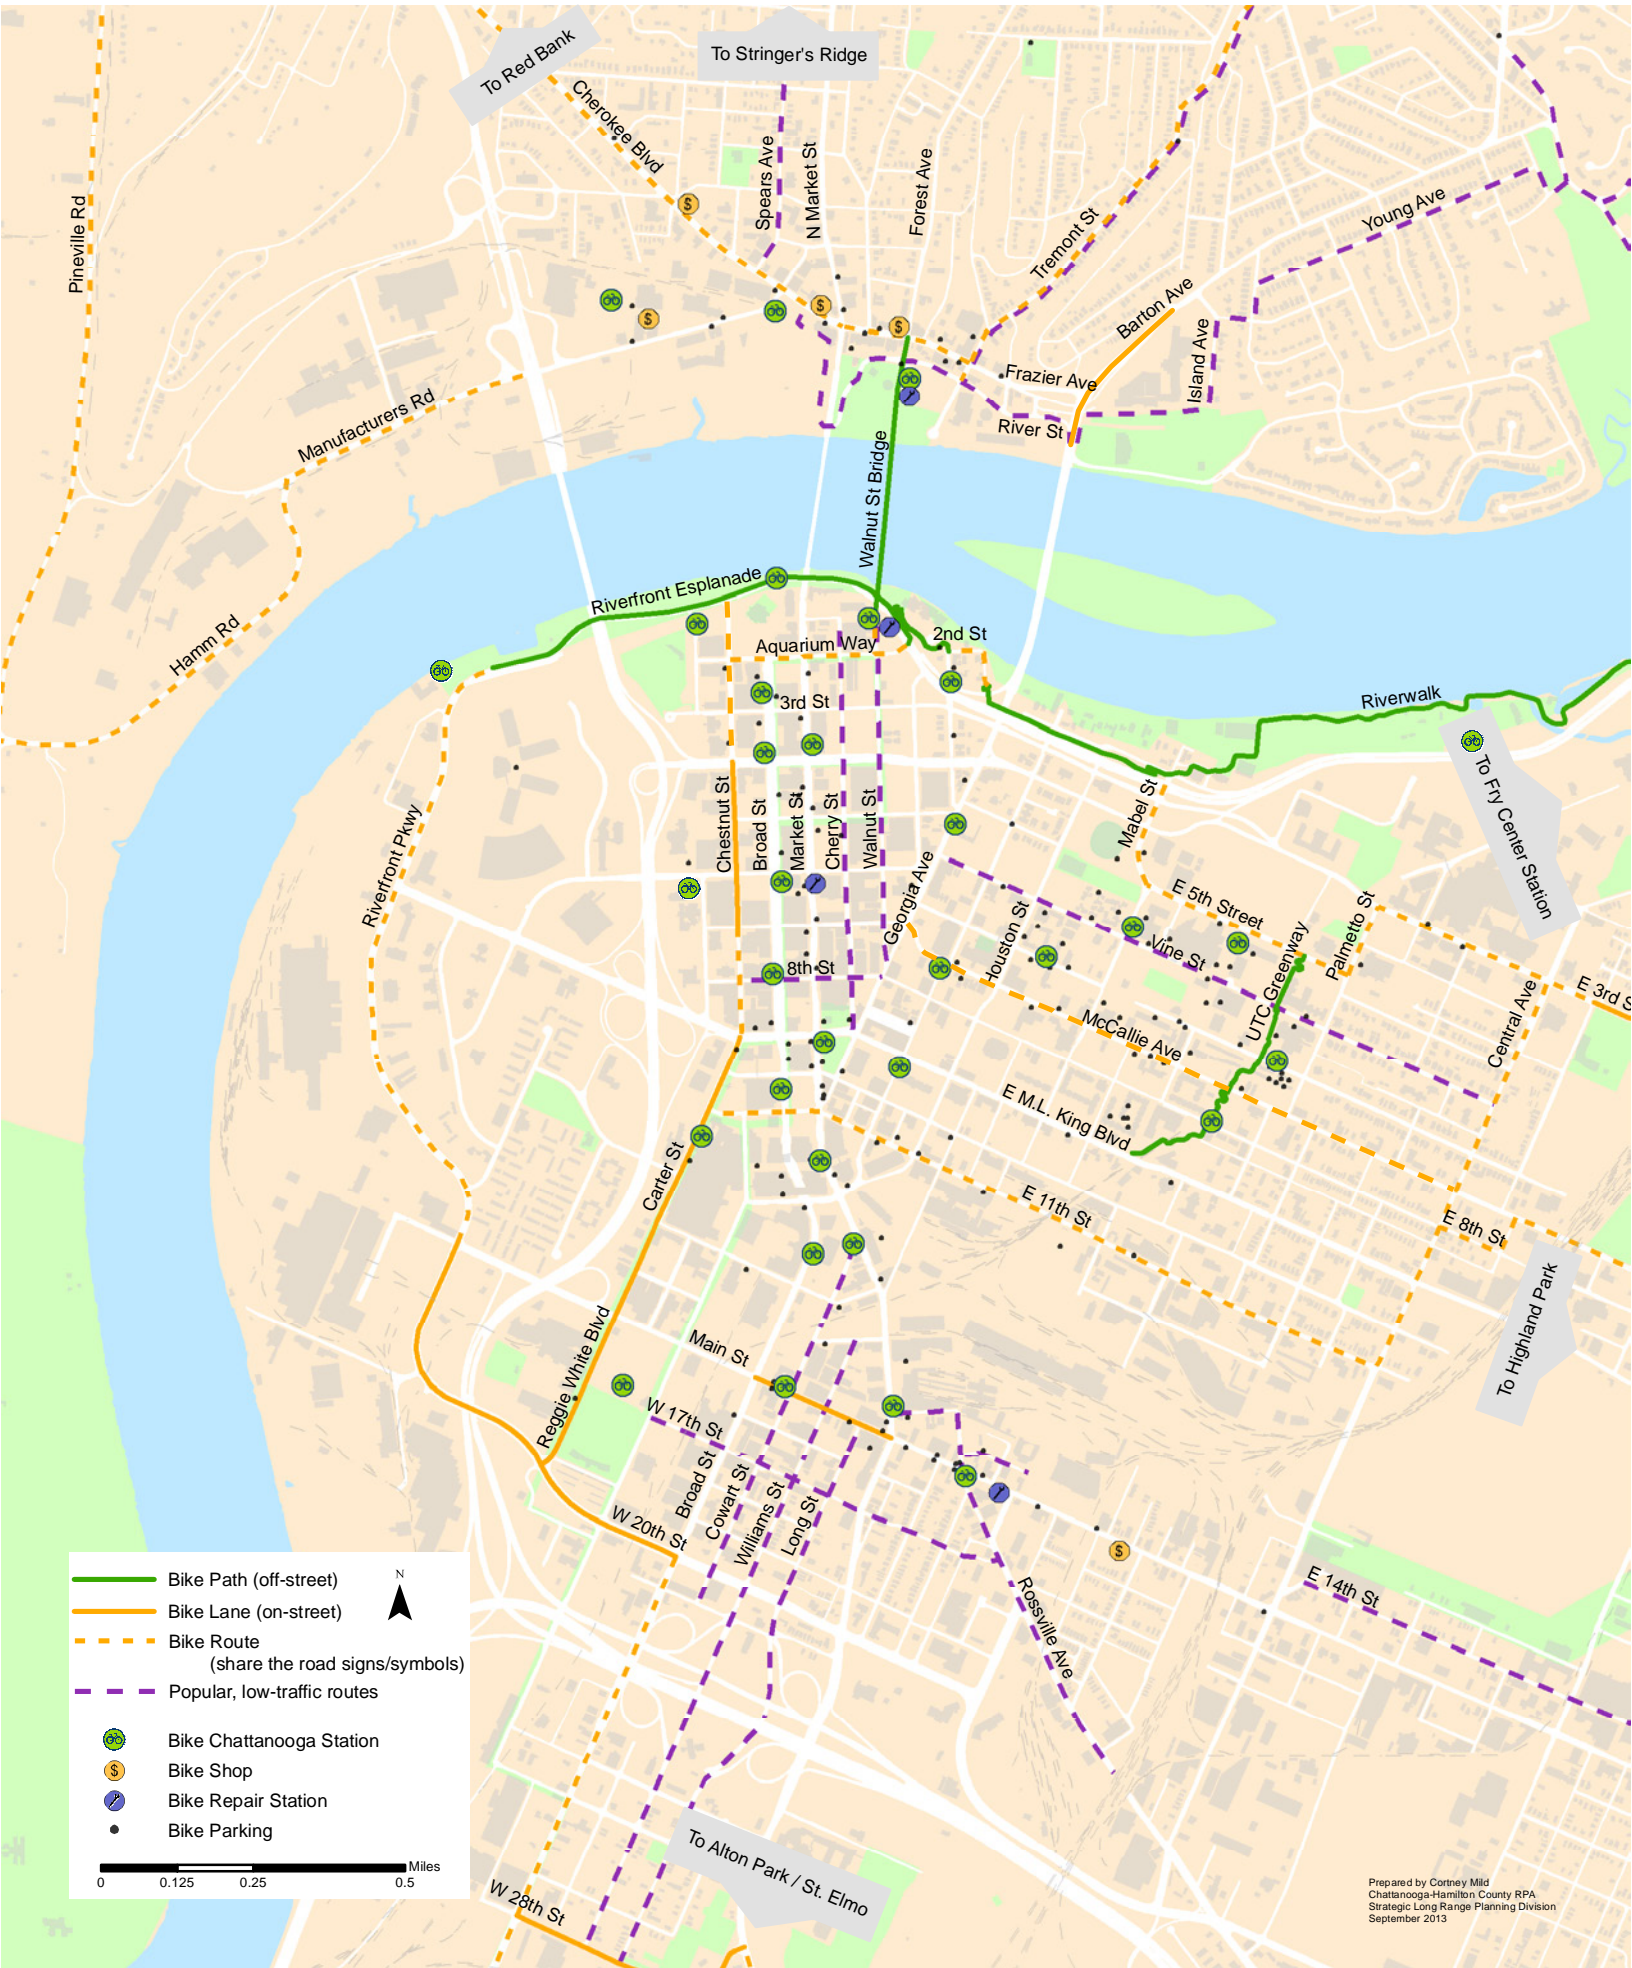 To Red Bank
To Stringer's Ridge
Cherokee Blvd
Spears Ave
N Market St
Forest Ave
Pineville Rd
Tremont St
Young Ave
Barton Ave
Island Ave
Frazier Ave
River St
Manufacturers Rd
Walnut St Bridge
Riverfront Esplanade
Hamm Rd
Aquarium Way
2nd St
3rd St
Riverwalk
To Fry Center Station
Riverfront Pkwy
Chestnut St
Broad St
Market St
Cherry St
Walnut St
Georgia Ave
Mabel St
E 5th Street
Vine St
Houston St
UTC Greenway
Palmetto St
8th St
McCallie Ave
Central Ave
E 3rd S
E M.L. King Blvd
Carter St
E 11th St
E 8th St
To Highland Park
Reggie White Blvd
Main St
W 17th St
Broad St
Cowart St
Williams St
Long St
W 20th St
Rossville Ave
E 14th St
To Alton Park / St. Elmo
W 28th St
N
Bike Path (off-street)
Bike Lane (on-street)
Bike Route
(share the road signs/symbols)
Popular, low-traffic routes
Bike Chattanooga Station
$ Bike Shop
Bike Repair Station
Bike Parking
Miles
0 0.125 0.25 0.5
Prepared by Cortney Mild
Chattanooga-Hamilton County RPA
Strategic Long Range Planning Division
September 2013